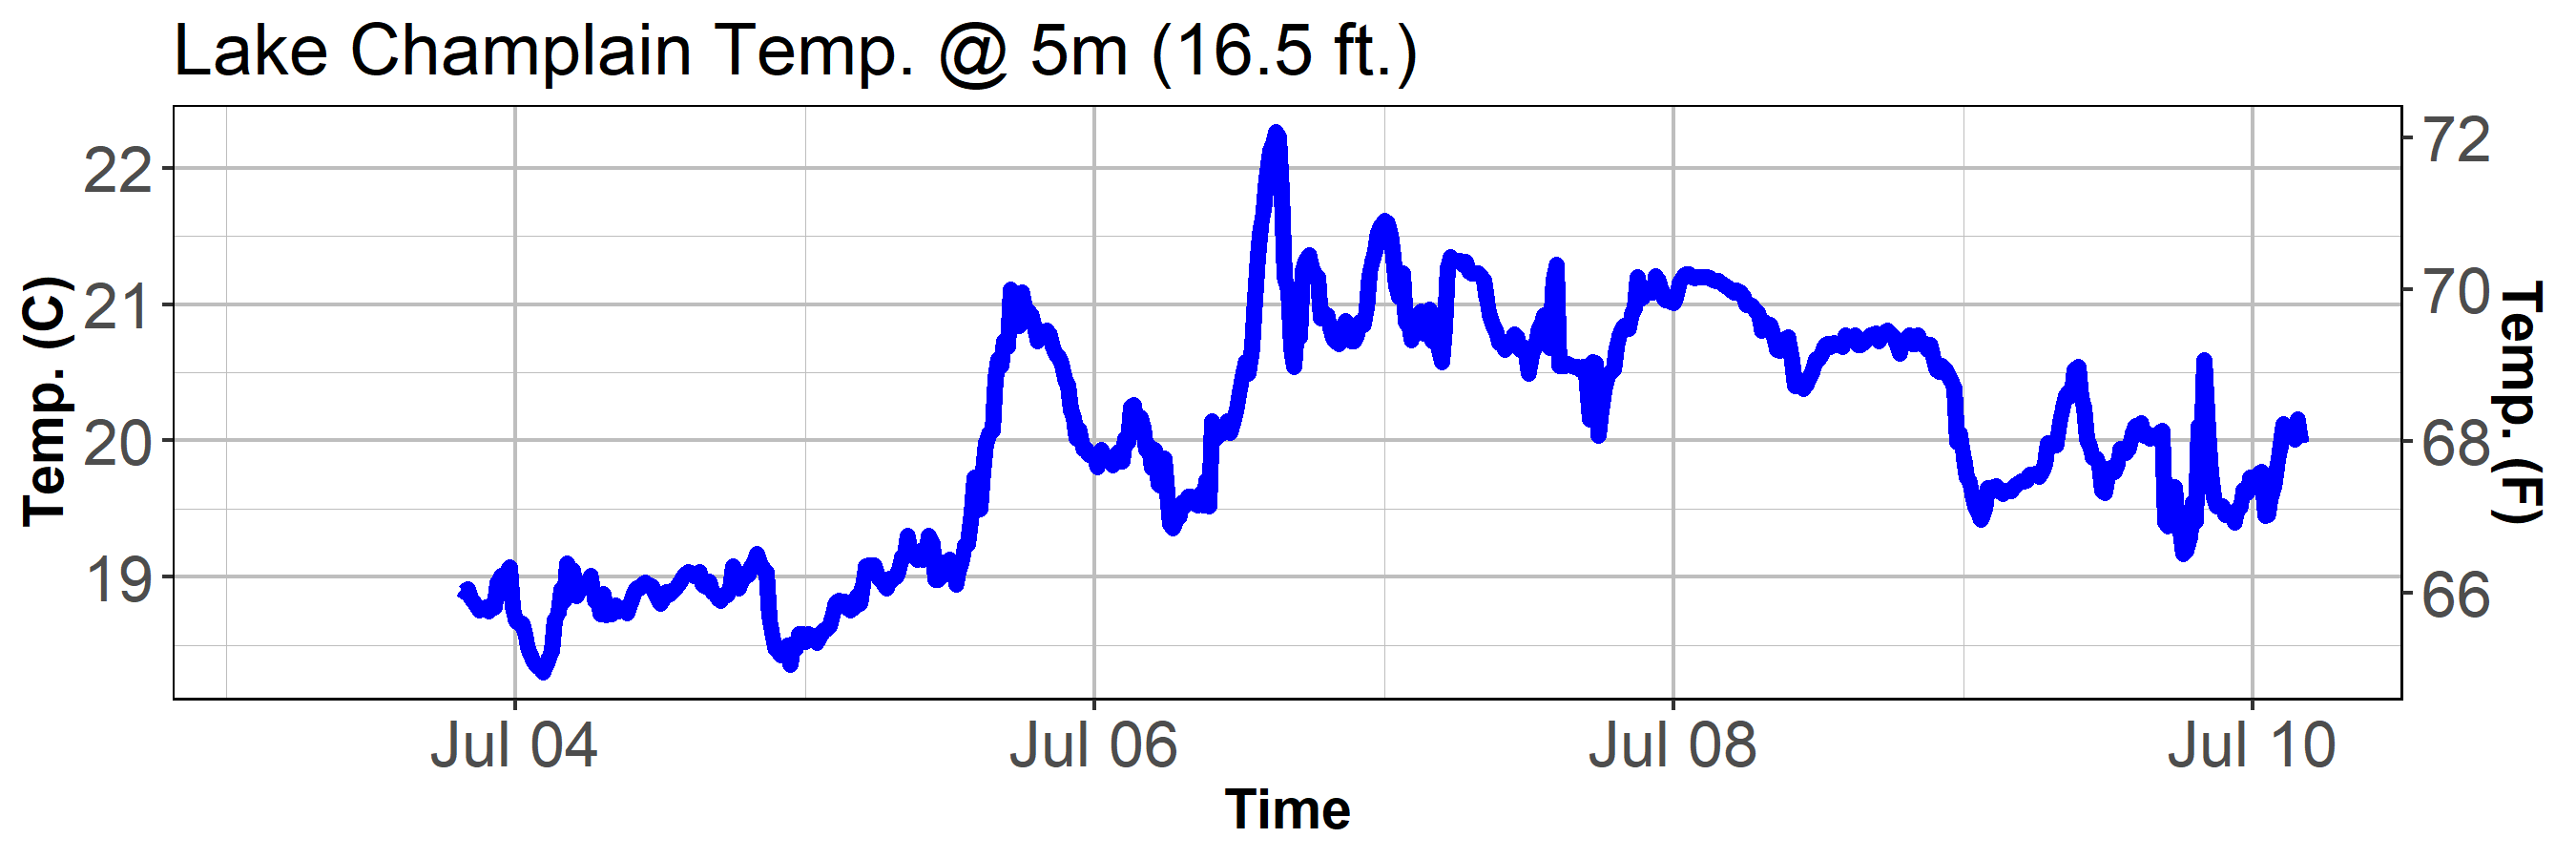 Lake Champlain Temp. @ 5m (16.5 ft.)
Temp. (C)
22
21
20
19
72
70
68
66
Temp. (F)
Jul 04 Jul 06 Jul 08 Jul 10
Time